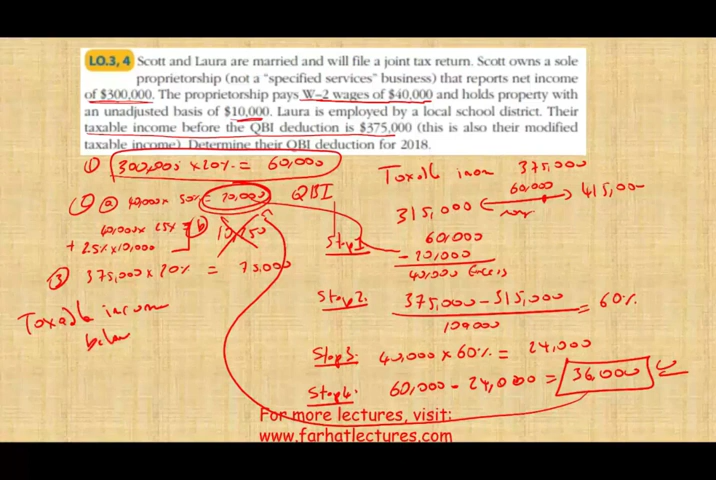 LO.3, 4 Scott and Laura are married and will file a joint tax return. Scott owns a sole
proprietorship (not a “specified services” business) that reports net income
of $300,000. The proprietorship pays W–2 wages of $40,000 and holds property with
an unadjusted basis of $10,000. Laura is employed by a local school district. Their
taxable income before the QBI deduction is $375,000 (this is also their modified
taxable income). Determine their QBI deduction for 2018.
① 300,000 x 20% = 60,000
② ⓐ 40,000 x 50% = 20,000
QBI
40,000 x 25%
+ 25% x 10,000
ⓑ 10,250
③ 375,000 x 20% = 75,000
Taxable income
below
Taxable income 375,000
60,000
315,000
415,000
Step 1
60,000
- 20,000
40,000 Excess
Step 2. 375,000 - 315,000 = 60%
100,000
Step 3: 40,000 x 60% = 24,000
Step 4: 60,000 - 24,000 = 36,000
For more lectures, visit:
www.farhatlectures.com